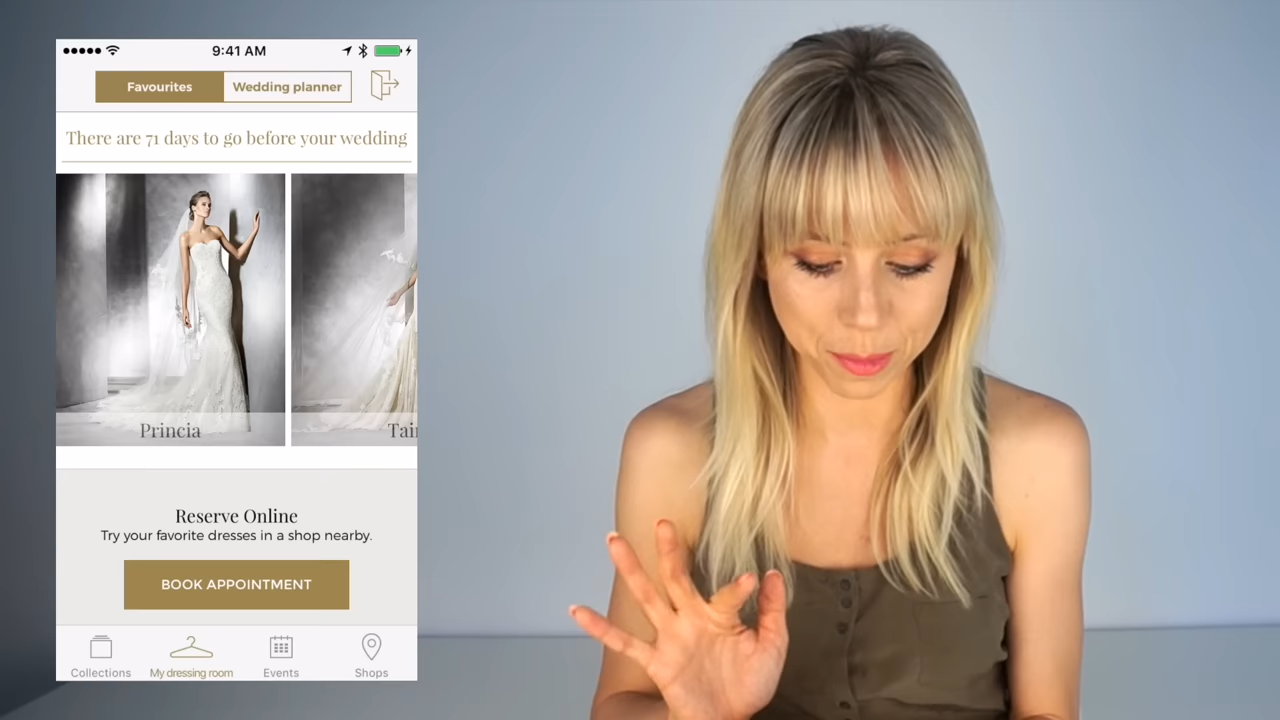 9:41 AM
Favourites
Wedding planner
There are 71 days to go before your wedding
Princia
Reserve Online
Try your favorite dresses in a shop nearby.
BOOK APPOINTMENT
Collections
My dressing room
Events
Shops